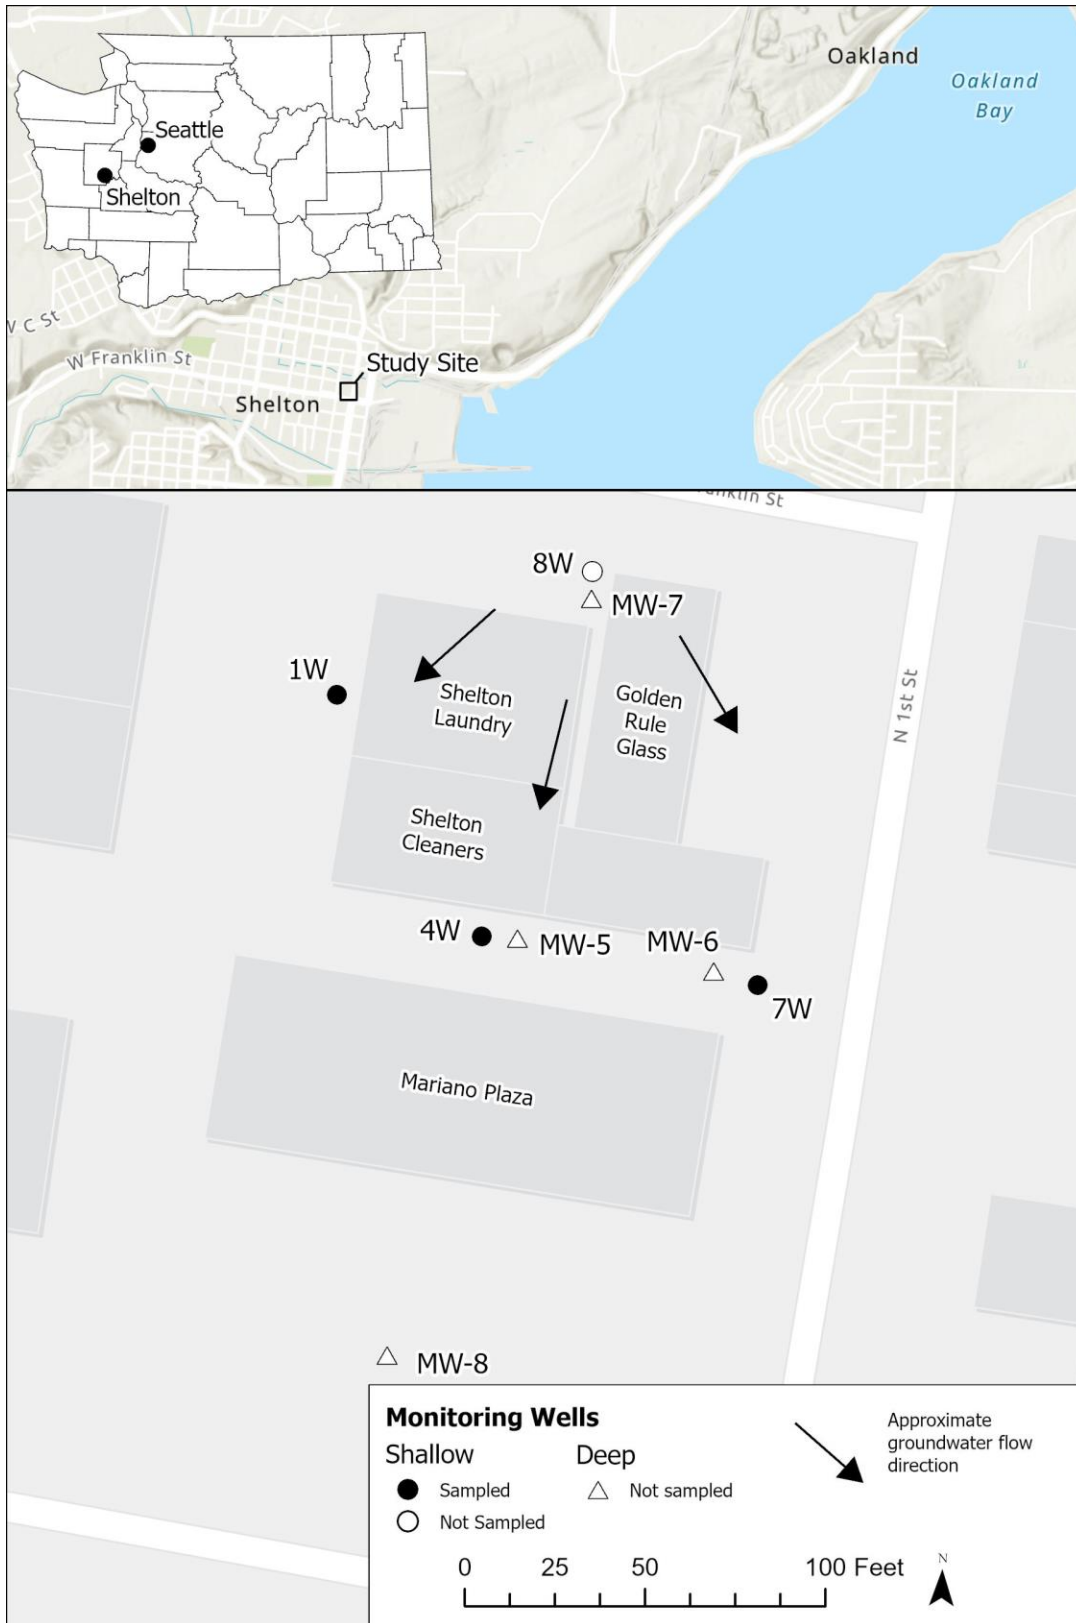 Oakland
Oakland
Bay
Seattle
Shelton
W C St
W Franklin St
Study Site
Shelton
Franklin St
8W
MW-7
1W
Shelton
Laundry
Golden
Rule
Glass
N 1st St
Shelton
Cleaners
4W
MW-5
MW-6
7W
Mariano Plaza
MW-8
Monitoring Wells
Shallow
Deep
Sampled
Not sampled
Not Sampled
Approximate
groundwater flow
direction
0 25 50 100 Feet
N